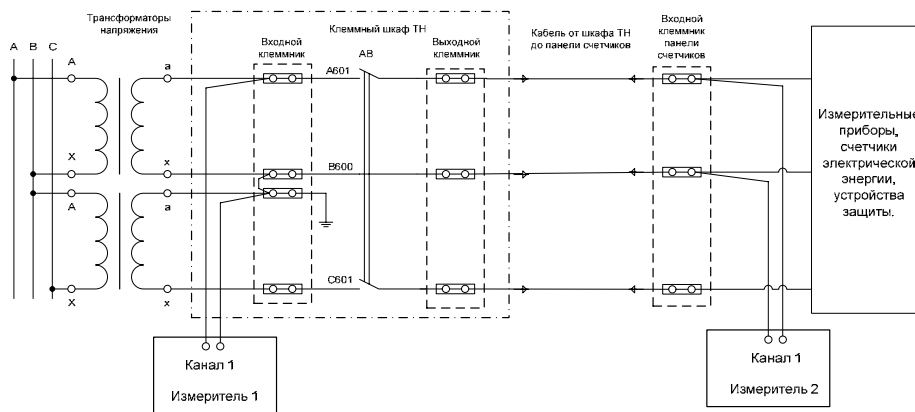 Трансформаторы
напряжения
Клеммный шкаф ТН
Кабель от шкафа ТН
до панели счетчиков
Входной
клеммник
панели
счетчиков
Входной
клеммник
АВ
Выходной
клеммник
A B C
A
a
A601
X
x
B600
A
a
C601
X
x
Измерительные
приборы,
счетчики
электрической
энергии,
устройства
защиты.
Канал 1
Измеритель 1
Канал 1
Измеритель 2